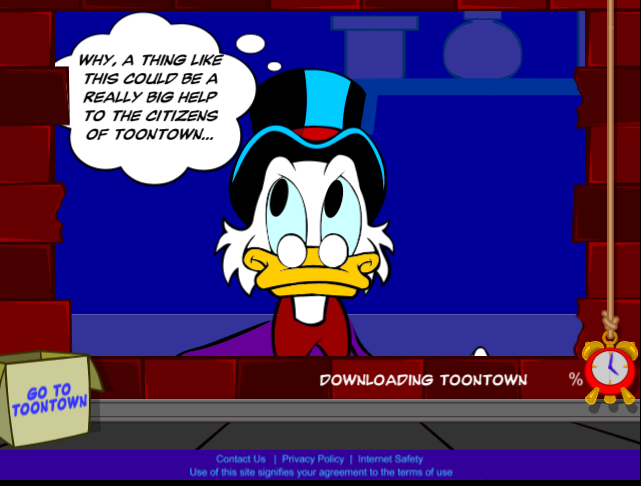 WHY, A THING LIKE
THIS COULD BE A
REALLY BIG HELP
TO THE CITIZENS
OF TOONTOWN...
DOWNLOADING TOONTOWN %
GO TO
TOONTOWN
Contact Us | Privacy Policy | Internet Safety
Use of this site signifies your agreement to the terms of use